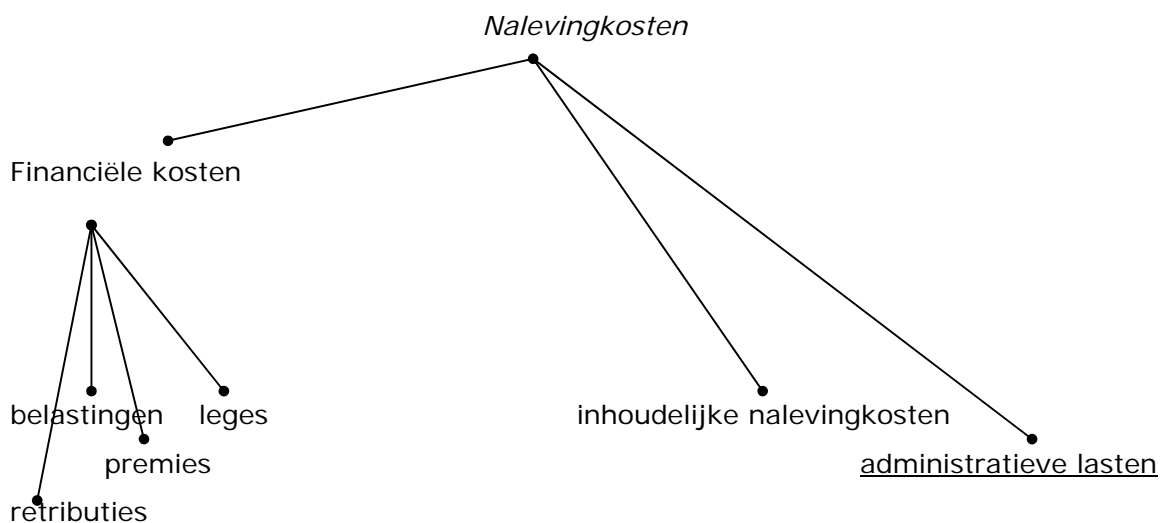 Nalevingkosten
Financiële kosten
belastingen leges
inhoudelijke nalevingkosten
premies
administratieve lasten
retributies